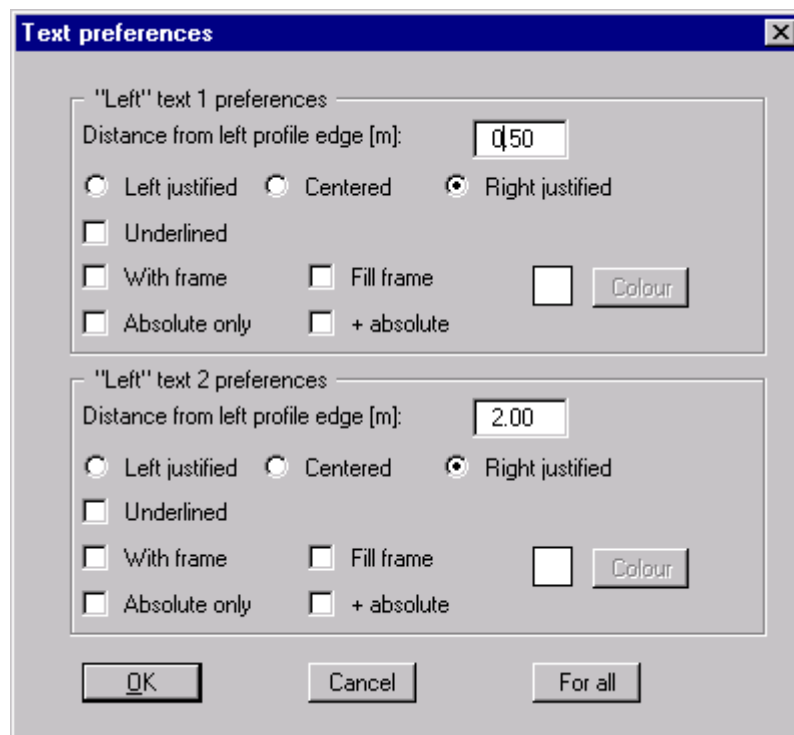 Text preferences
"Left" text 1 preferences
Distance from left profile edge [m]: 0.50
Left justified Centered Right justified
Underlined
With frame Fill frame Colour
Absolute only + absolute
"Left" text 2 preferences
Distance from left profile edge [m]: 2.00
Left justified Centered Right justified
Underlined
With frame Fill frame Colour
Absolute only + absolute
OK Cancel For all